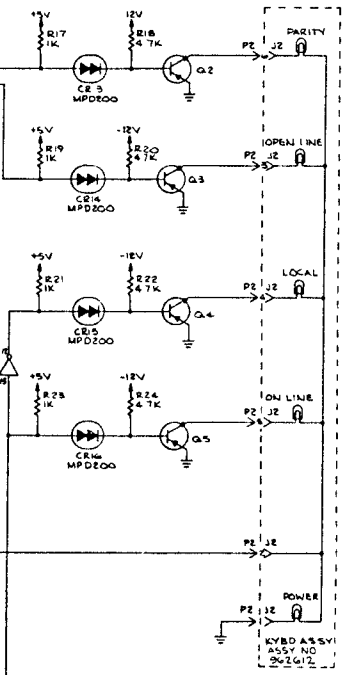 +5V 12V PARITY
R17 R18
1K 4.7K P2 J2
Q2
CR 3
MPD200
+5V -12V OPEN LINE
R19 R20 P2 J2
1K 47K
Q3
CR14
MPD200
+5V -12V LOCAL
R21 R22
1K 4.7K P2 J2
Q4
CR15
MPD200
+5V -12V ON LINE
R23 R24
1K 4.7K P2 J2
Q5
CR16
MPD200
P2 J2
POWER
P2 J2
KYBD ASSY
ASSY NO
962612